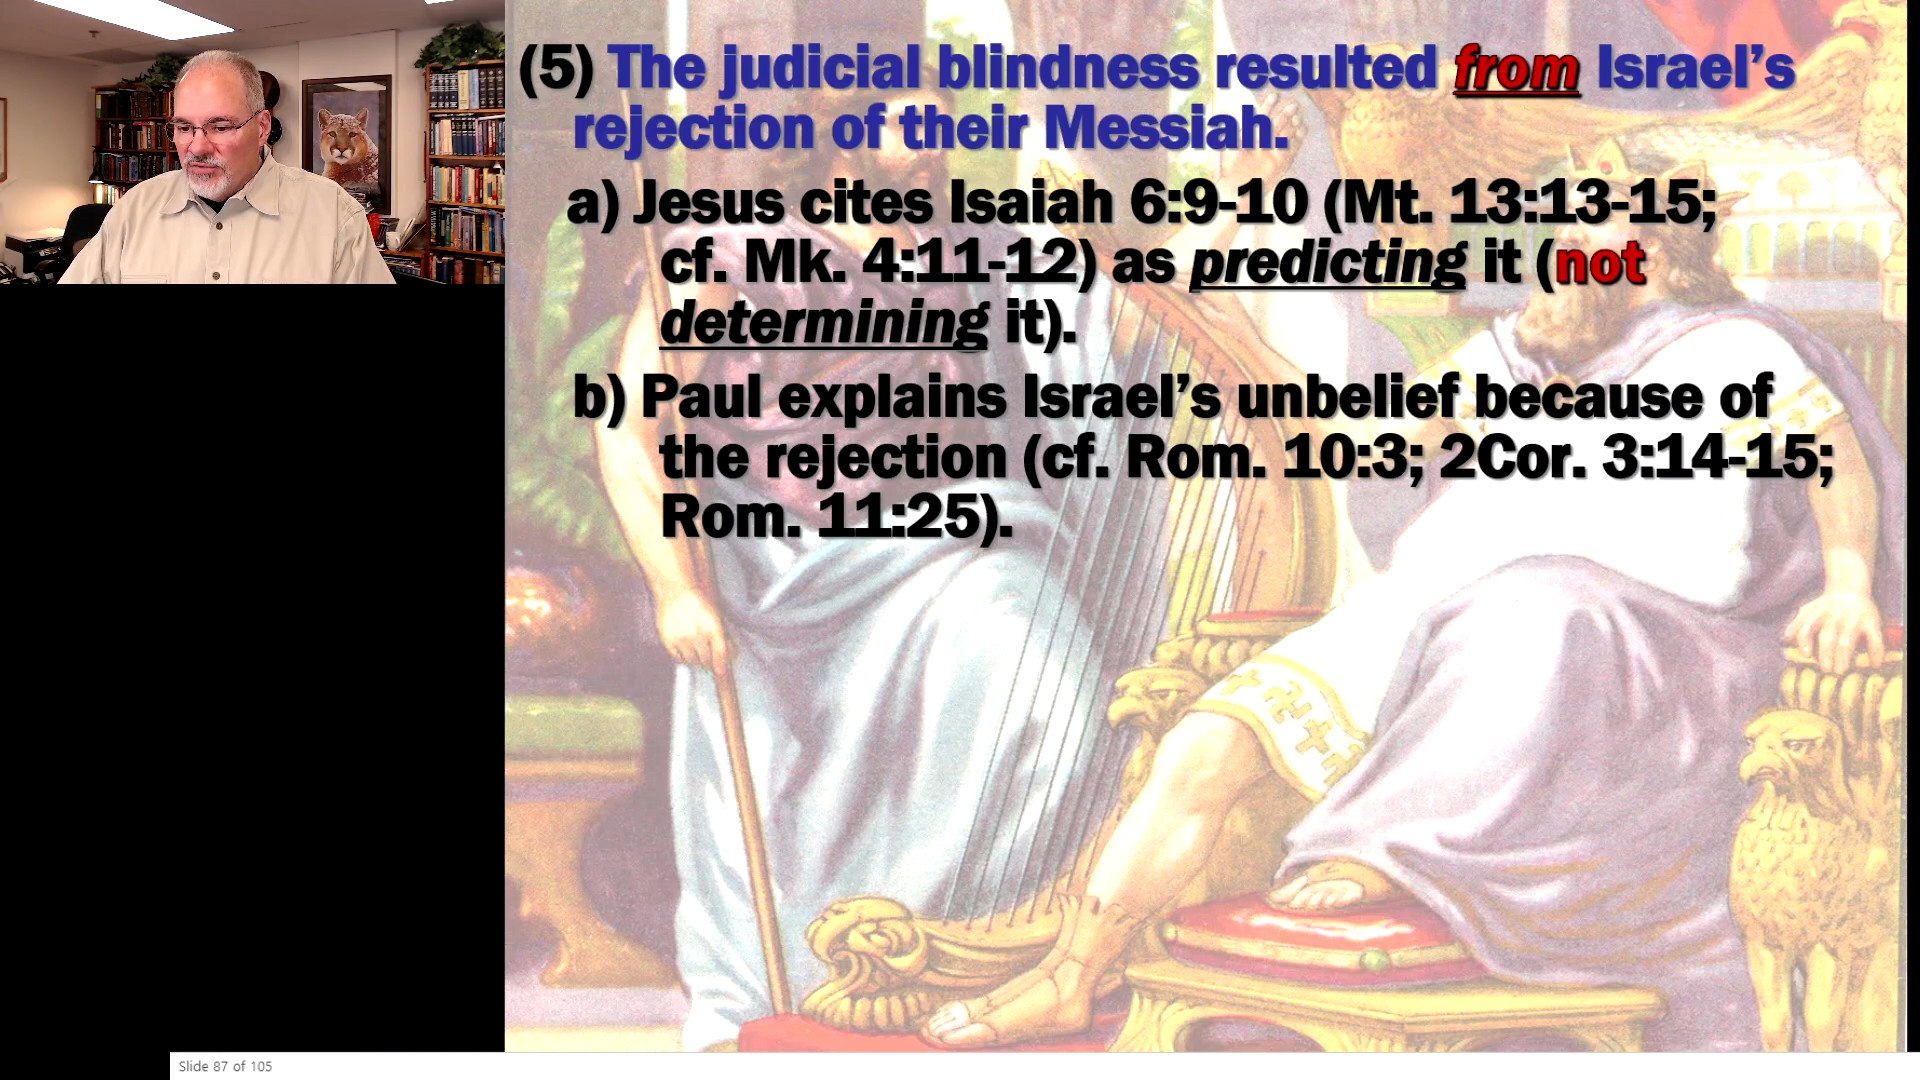 (5) The judicial blindness resulted from Israel’s
rejection of their Messiah.
a) Jesus cites Isaiah 6:9-10 (Mt. 13:13-15;
cf. Mk. 4:11-12) as predicting it (not
determining it).
b) Paul explains Israel’s unbelief because of
the rejection (cf. Rom. 10:3; 2Cor. 3:14-15;
Rom. 11:25).
Slide 87 of 105